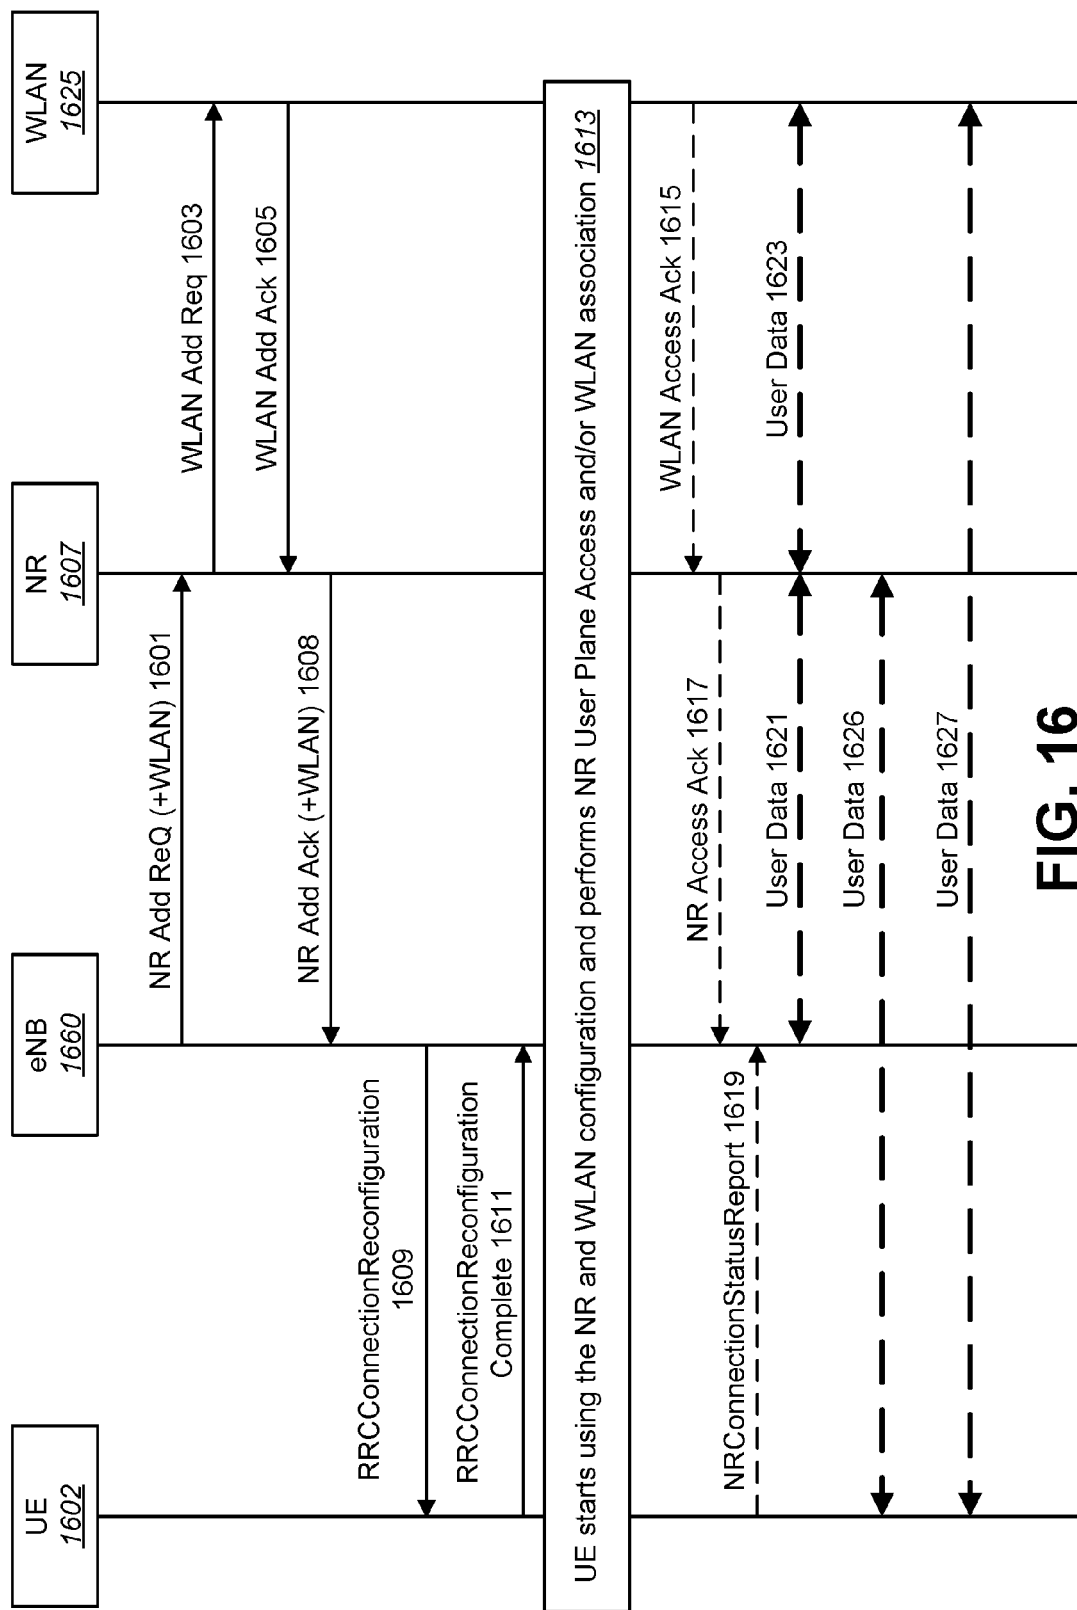 UE
1602
eNB
1660
NR
1607
WLAN
1625
NR Add ReQ (+WLAN) 1601
WLAN Add Req 1603
WLAN Add Ack 1605
NR Add Ack (+WLAN) 1608
RRCConnectionReconfiguration
1609
RRCConnectionReconfiguration
Complete 1611
UE starts using the NR and WLAN configuration and performs NR User Plane Access and/or WLAN association 1613
WLAN Access Ack 1615
NR Access Ack 1617
NRConnectionStatusReport 1619
User Data 1621
User Data 1623
User Data 1626
User Data 1627
FIG. 16